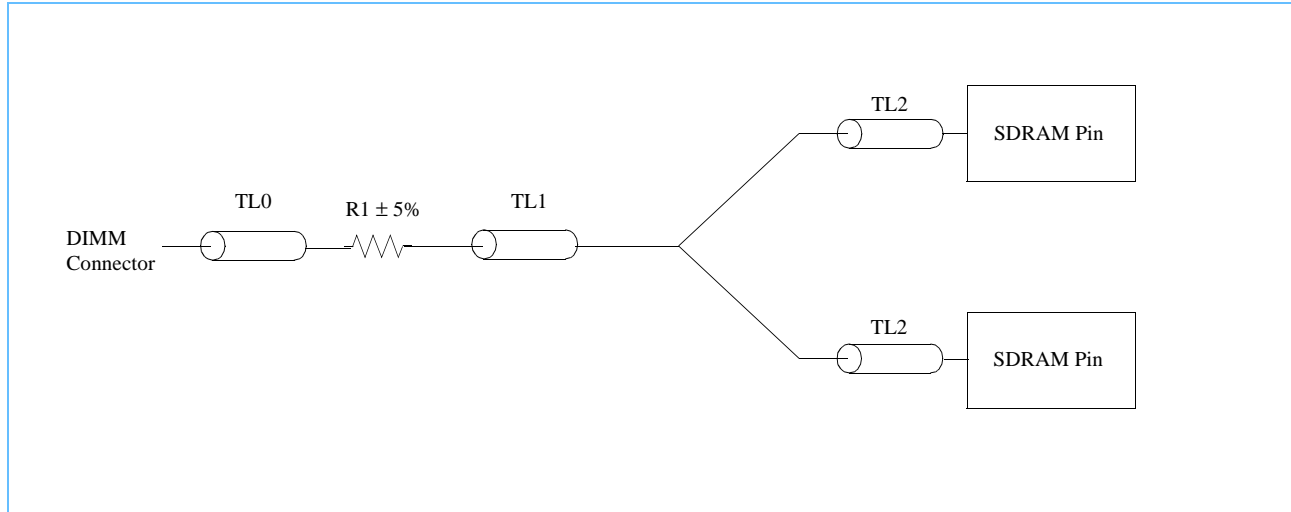 TL2
SDRAM Pin
TL0
R1 ± 5%
TL1
DIMM
Connector
TL2
SDRAM Pin